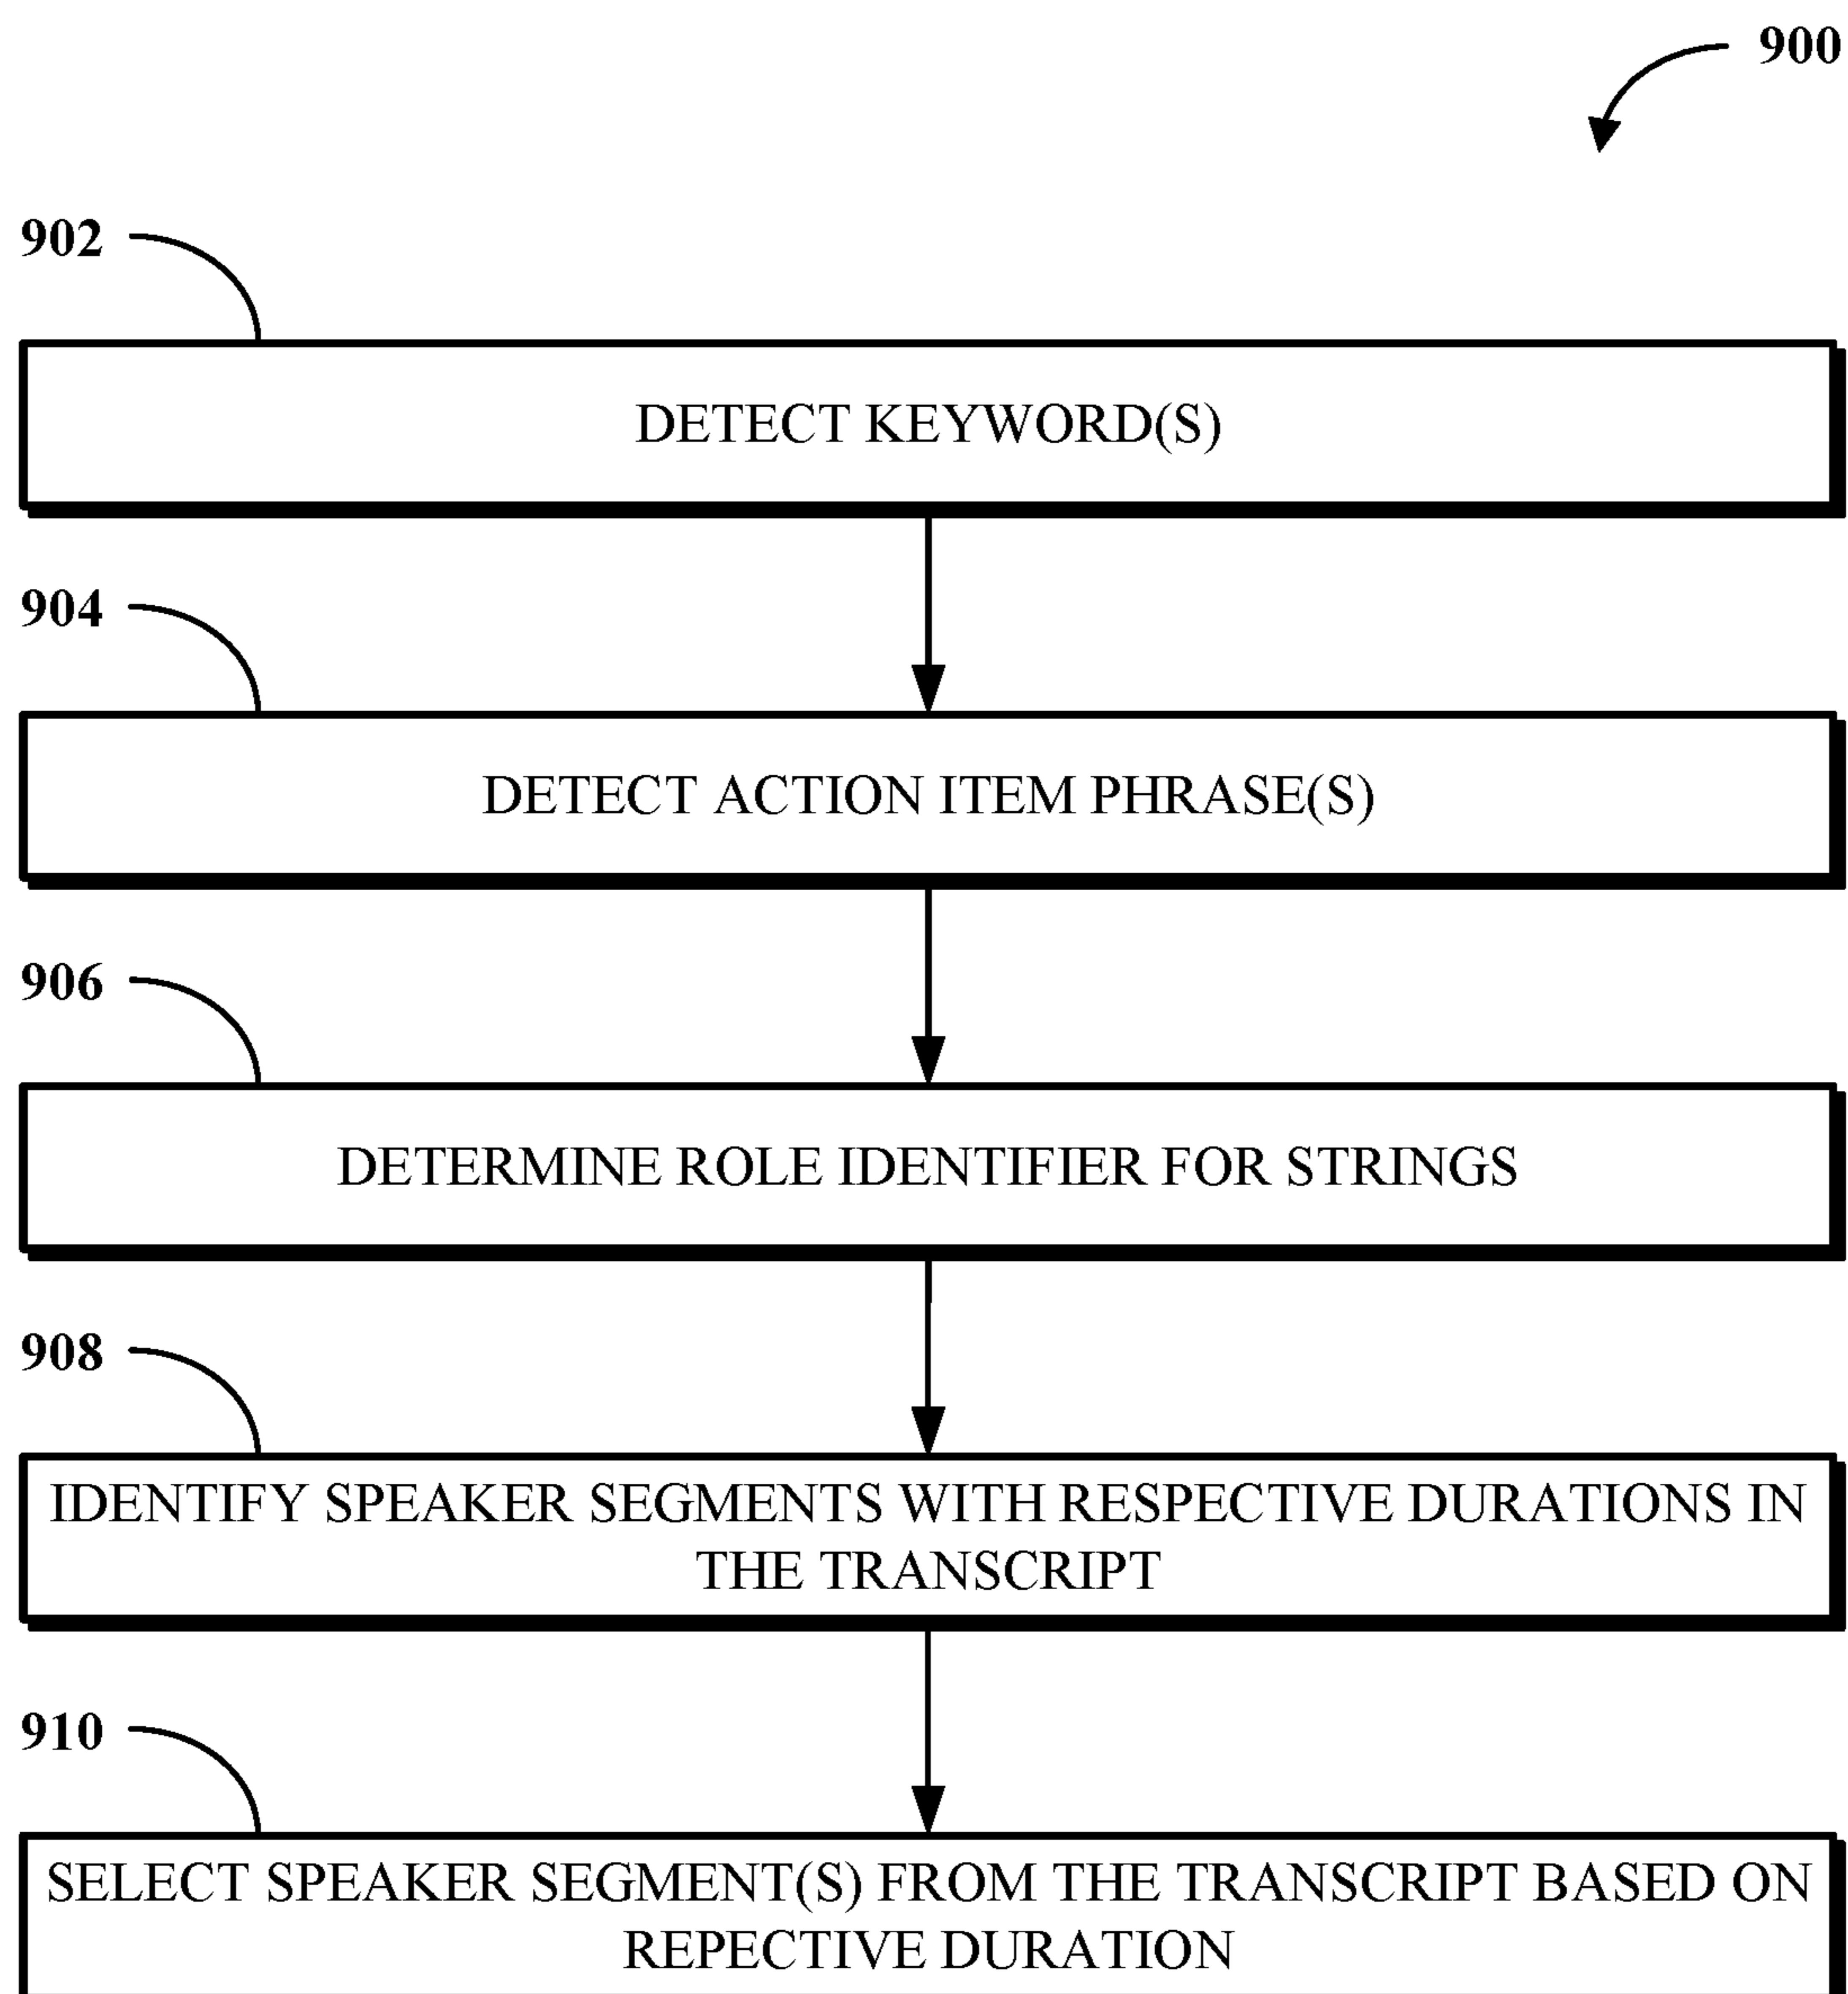 900
902
DETECT KEYWORD(S)
904
DETECT ACTION ITEM PHRASE(S)
906
DETERMINE ROLE IDENTIFIER FOR STRINGS
908
IDENTIFY SPEAKER SEGMENTS WITH RESPECTIVE DURATIONS IN
THE TRANSCRIPT
910
SELECT SPEAKER SEGMENT(S) FROM THE TRANSCRIPT BASED ON
REPECTIVE DURATION